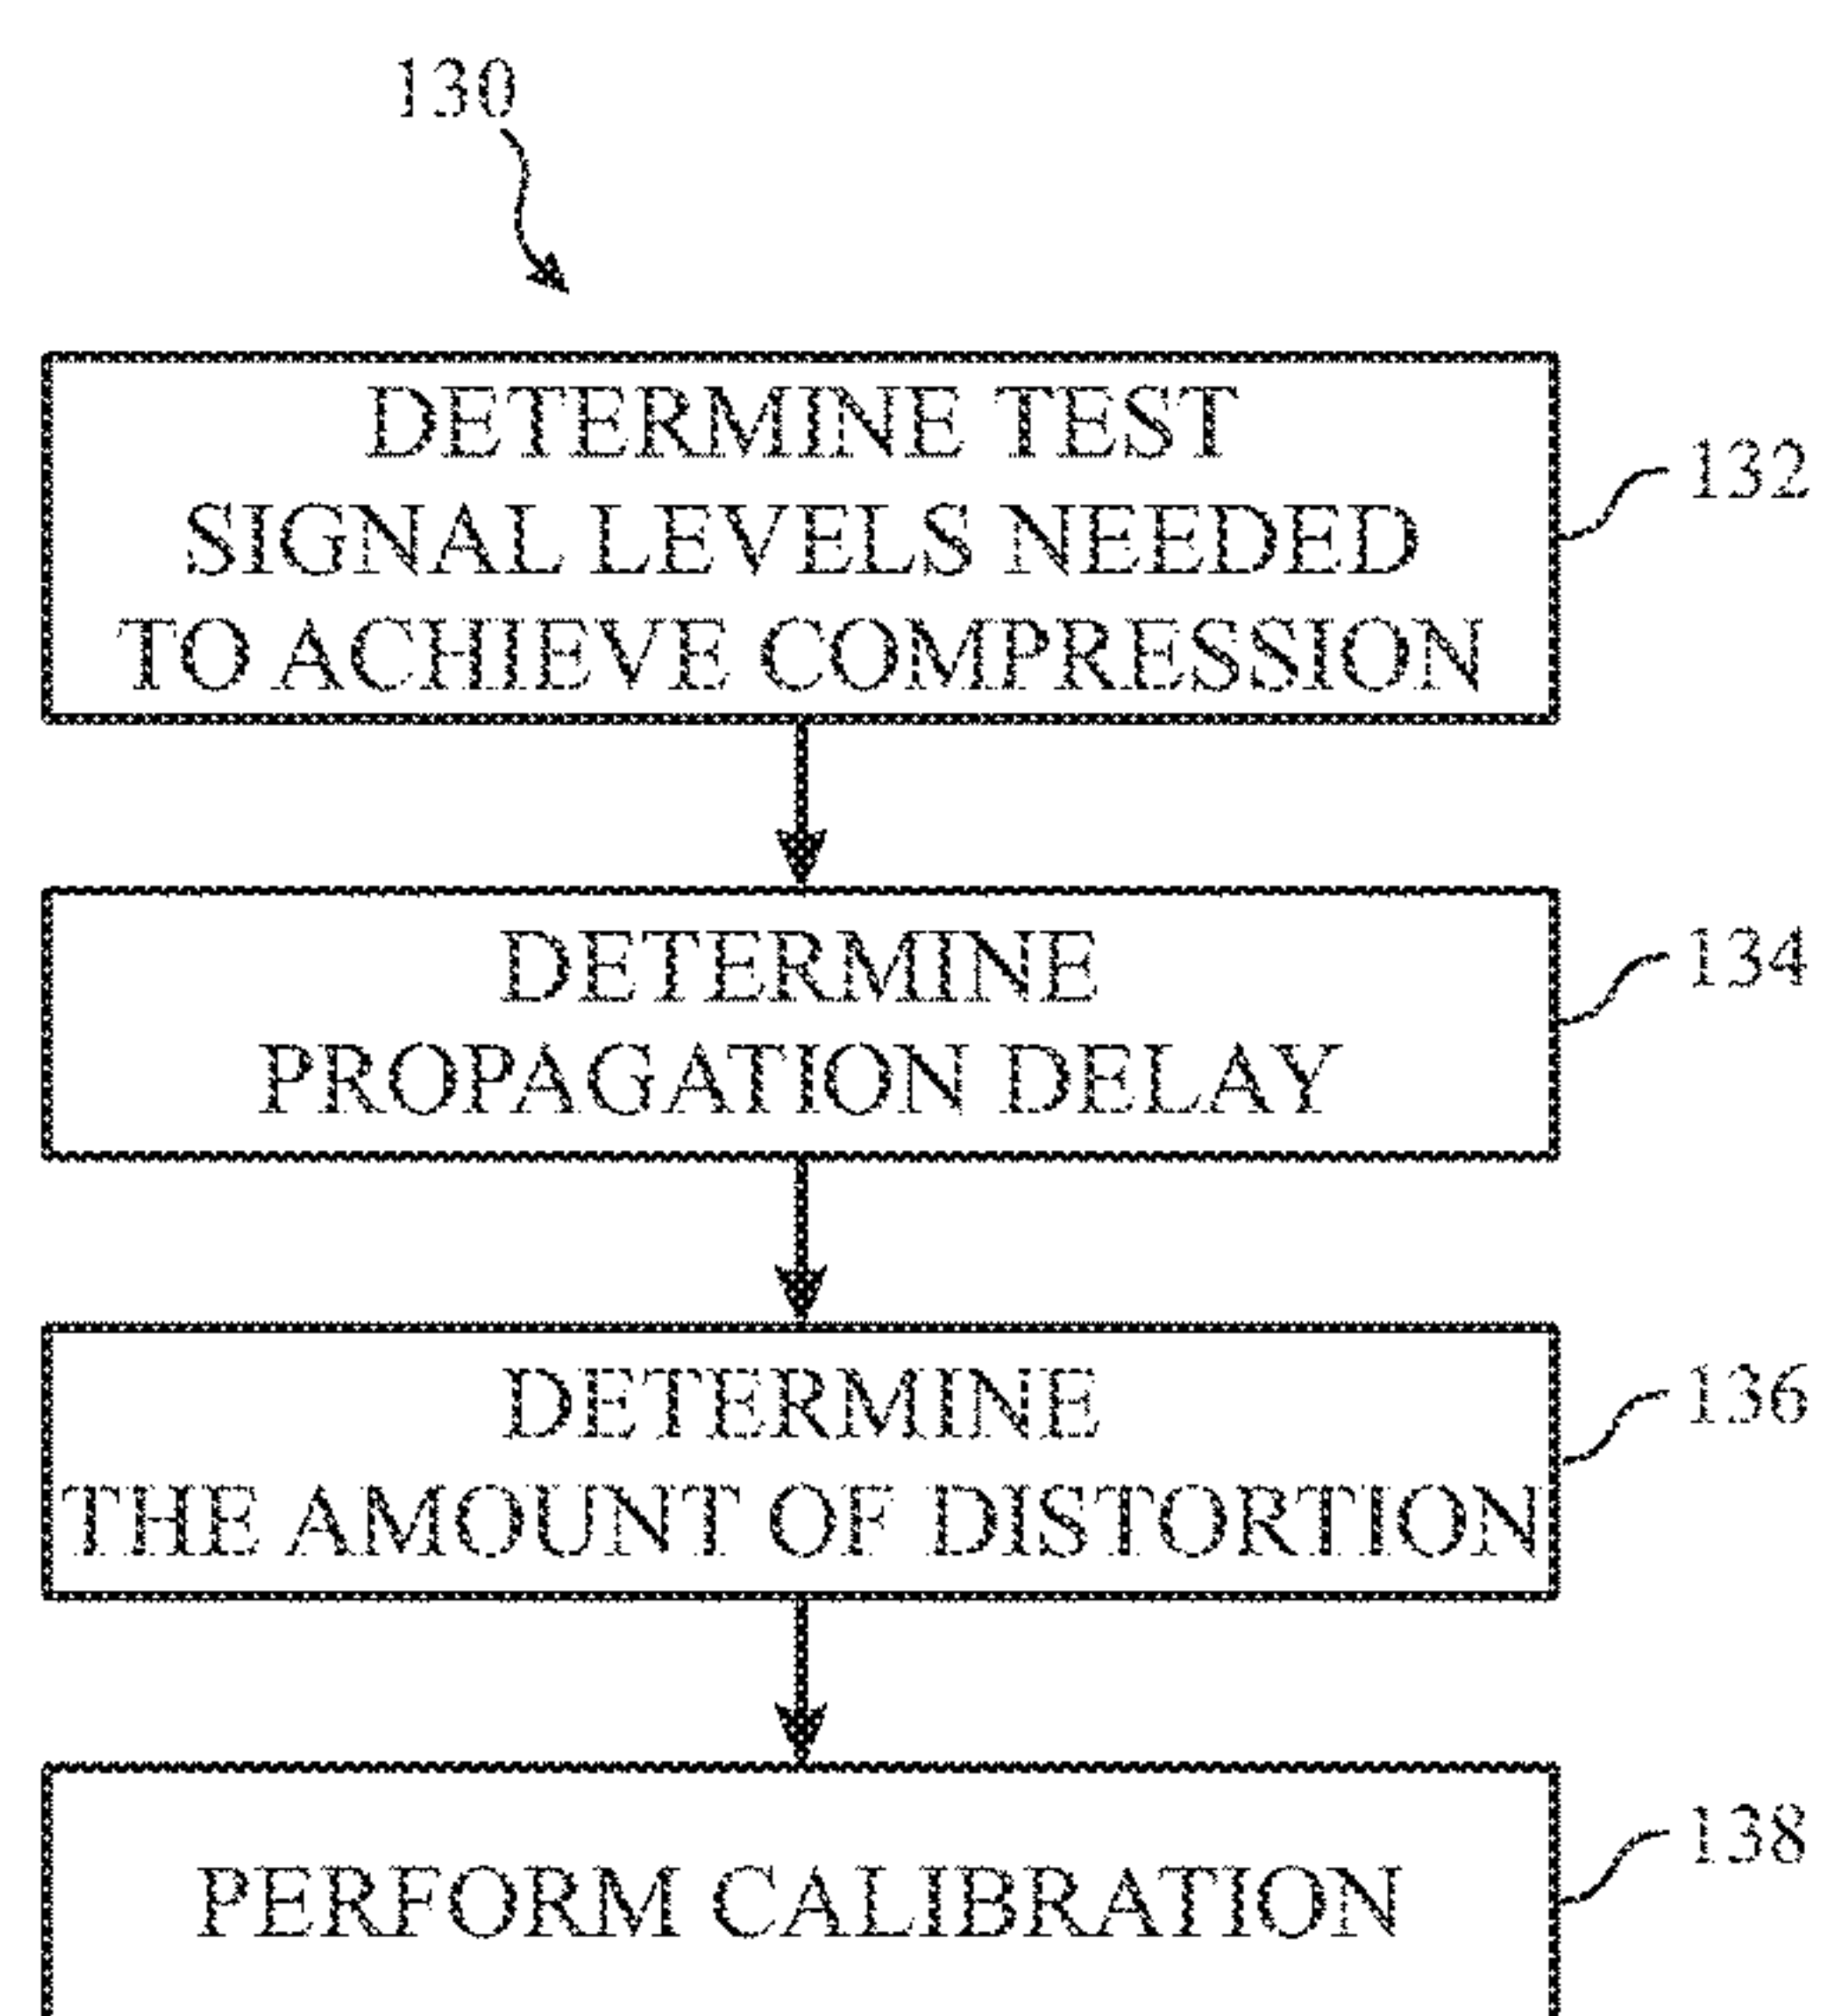 130
DETERMINE TEST
SIGNAL LEVELS NEEDED
TO ACHIEVE COMPRESSION
132
DETERMINE
PROPAGATION DELAY
134
DETERMINE
THE AMOUNT OF DISTORTION
136
PERFORM CALIBRATION
138